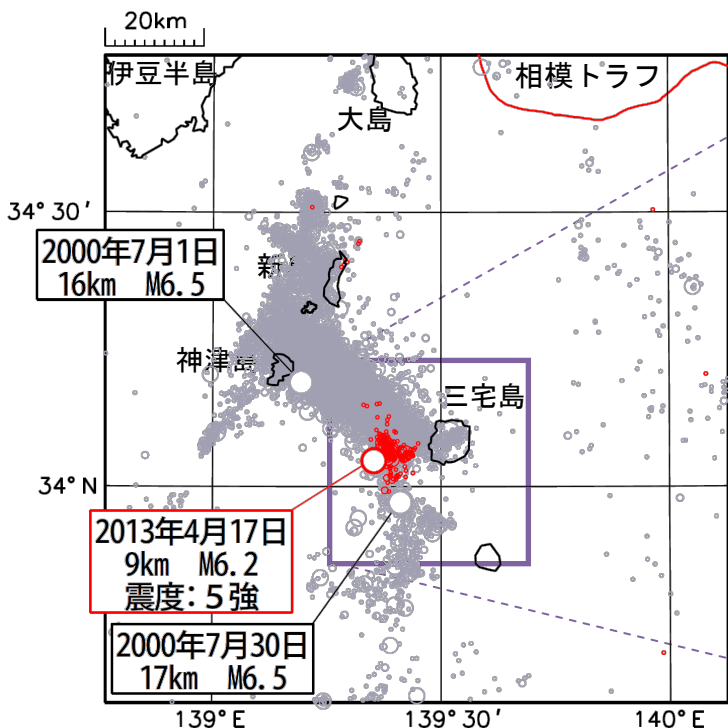 20km
伊豆半島
相模トラフ
大島
34°30′
2000年7月1日
16km M6.5
新
神津島
三宅島
34°N
2013年4月17日
9km M6.2
震度：５強
2000年7月30日
17km M6.5
139°E
139°30′
140°E